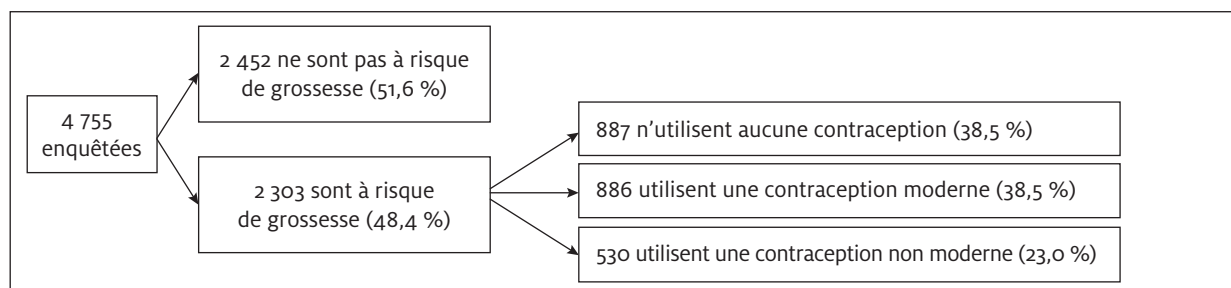 4 755
enquêtées
2 452 ne sont pas à risque
de grossesse (51,6 %)
2 303 sont à risque
de grossesse (48,4 %)
887 n'utilisent aucune contraception (38,5 %)
886 utilisent une contraception moderne (38,5 %)
530 utilisent une contraception non moderne (23,0 %)